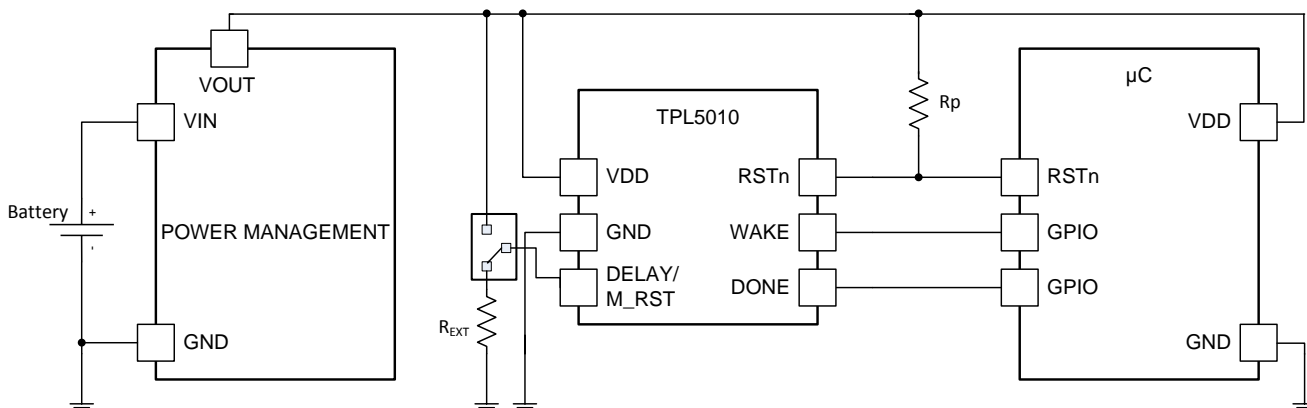 VOUT
VIN
Battery
+
-
POWER MANAGEMENT
GND
R_EXT
TPL5010
VDD
GND
DELAY/
M_RST
RSTn
WAKE
DONE
Rp
µC
VDD
RSTn
GPIO
GPIO
GND